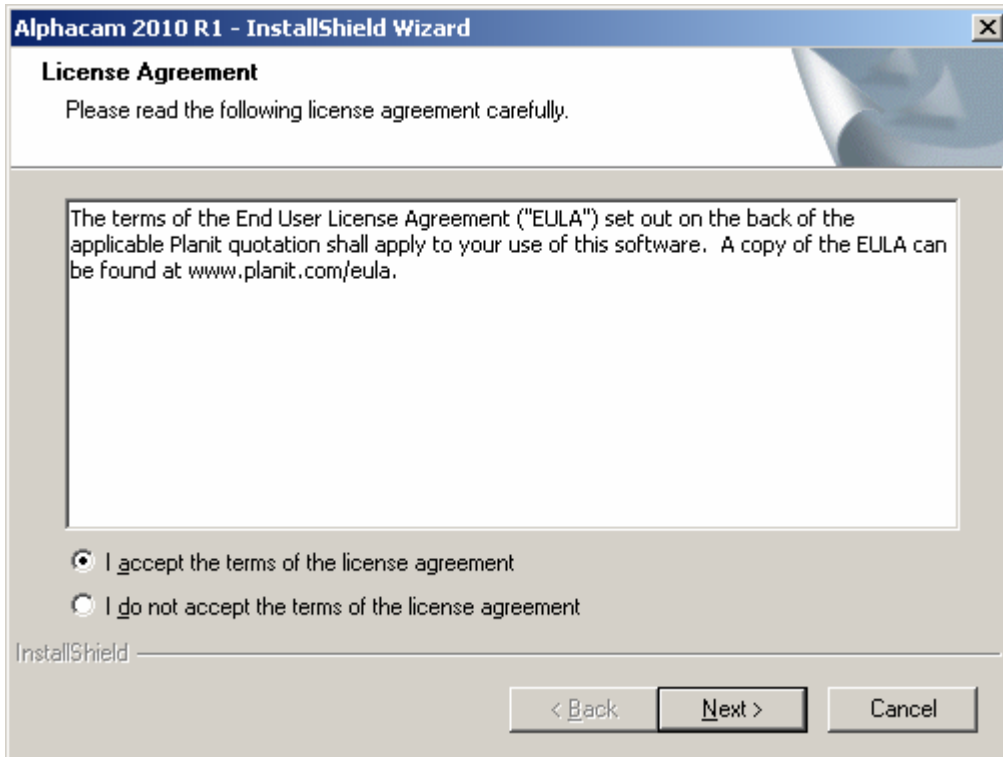 Alphacam 2010 R1 - InstallShield Wizard
License Agreement
Please read the following license agreement carefully.
The terms of the End User License Agreement ("EULA") set out on the back of the
applicable Planit quotation shall apply to your use of this software.  A copy of the EULA can
be found at www.planit.com/eula.
I accept the terms of the license agreement
I do not accept the terms of the license agreement
InstallShield
< Back
Next >
Cancel